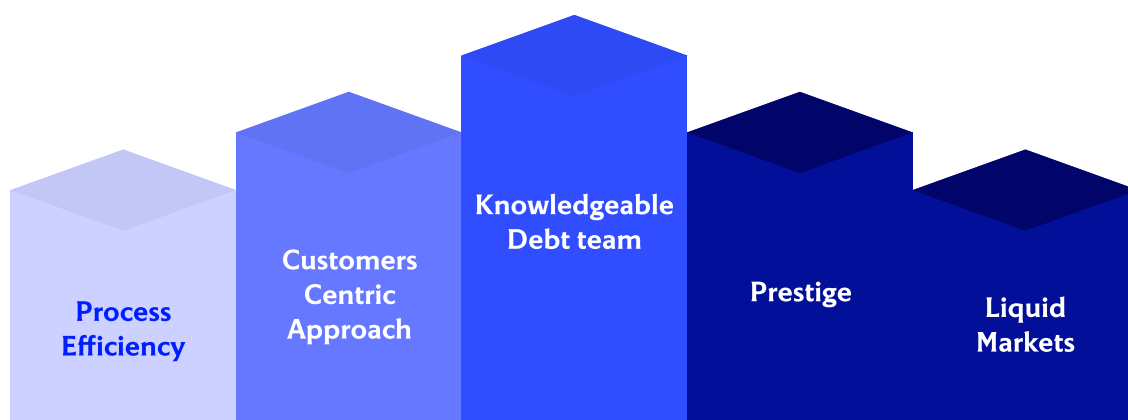 Process
Efficiency
Customers
Centric
Approach
Knowledgeable
Debt team
Prestige
Liquid
Markets